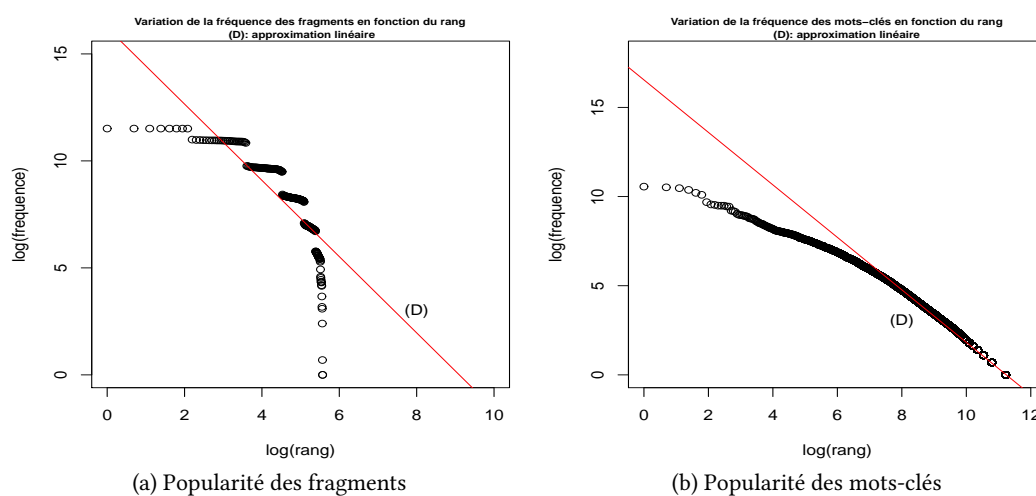 Variation de la fréquence des fragments en fonction du rang
(D): approximation linéaire
log(frequence)
15
10
5
0
(D)
0 2 4 6 8 10
log(rang)
(a) Popularité des fragments
Variation de la fréquence des mots−clés en fonction du rang
(D): approximation linéaire
log(frequence)
15
10
5
0
(D)
0 2 4 6 8 10 12
log(rang)
(b) Popularité des mots-clés